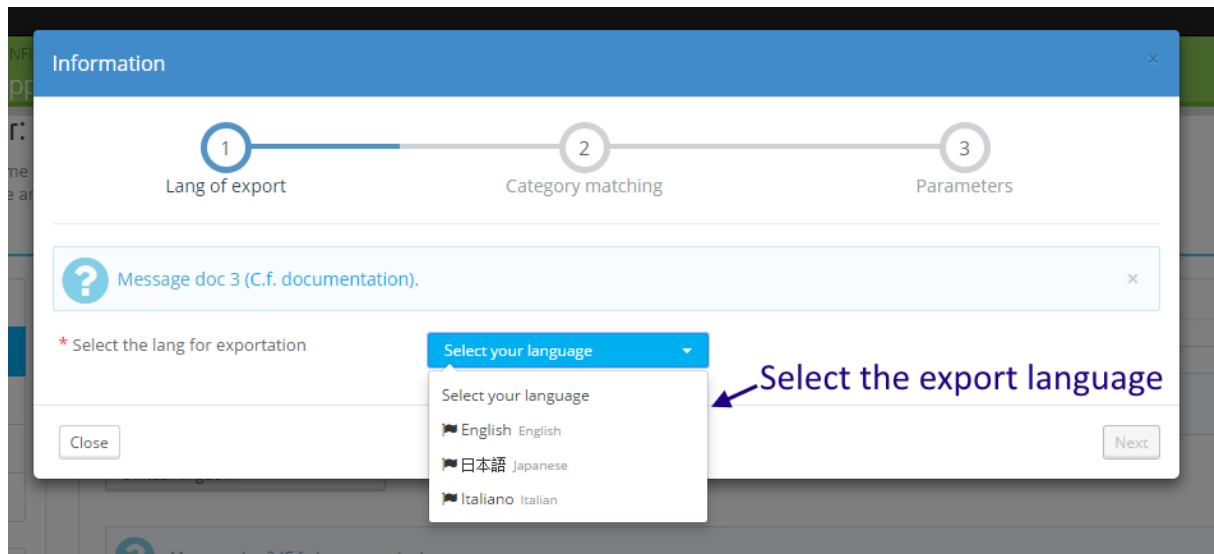 Information
×
1
2
3
Lang of export
Category matching
Parameters
?
Message doc 3 (C.f. documentation).
×
* Select the lang for exportation
Select your language
Select your language
English English
日本語 Japanese
Italiano Italian
Select the export language
Close
Next